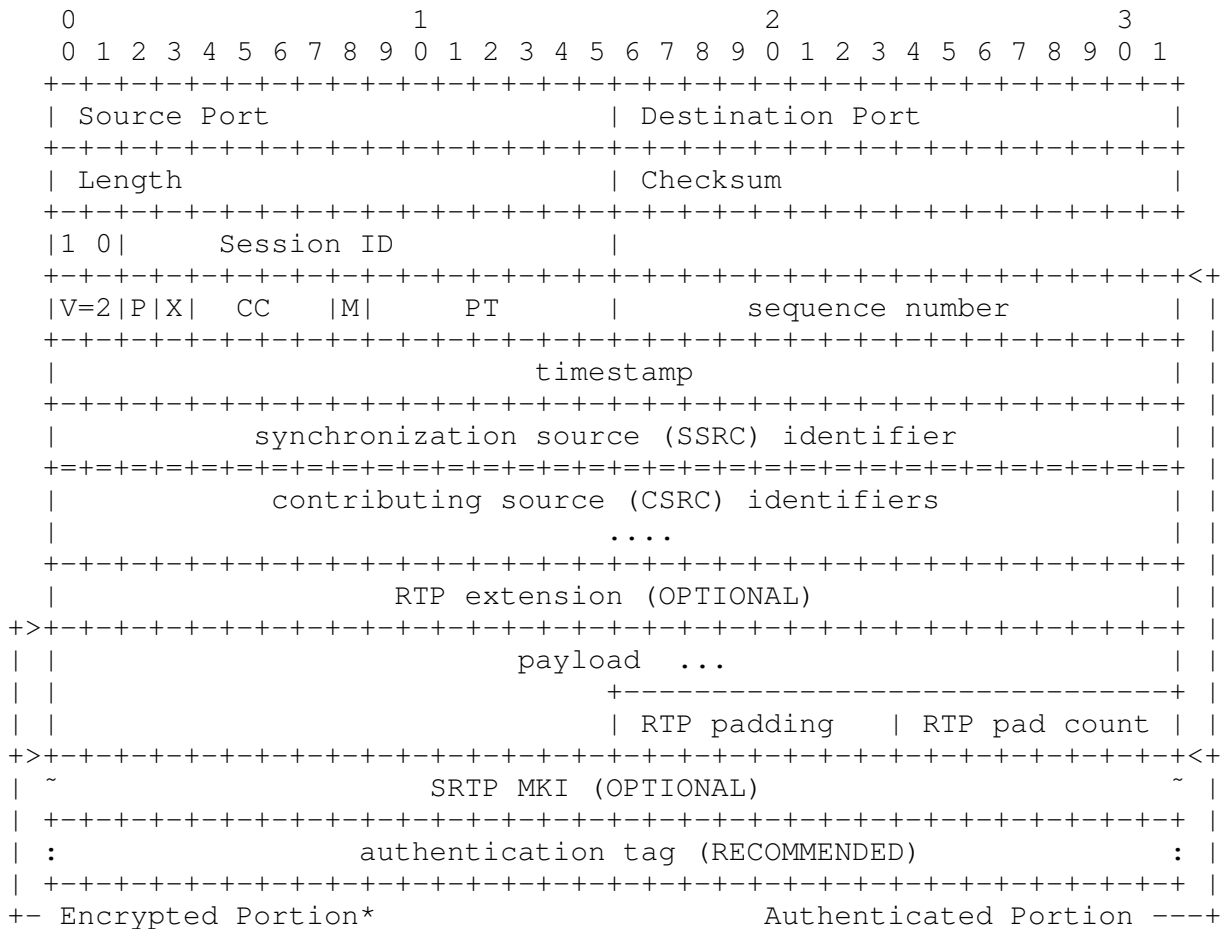 0                   1                   2                   3
 0 1 2 3 4 5 6 7 8 9 0 1 2 3 4 5 6 7 8 9 0 1 2 3 4 5 6 7 8 9 0 1
+-+-+-+-+-+-+-+-+-+-+-+-+-+-+-+-+-+-+-+-+-+-+-+-+-+-+-+-+-+-+-+-+
| Source Port                   | Destination Port              |
+-+-+-+-+-+-+-+-+-+-+-+-+-+-+-+-+-+-+-+-+-+-+-+-+-+-+-+-+-+-+-+-+
| Length                        | Checksum                      |
+-+-+-+-+-+-+-+-+-+-+-+-+-+-+-+-+-+-+-+-+-+-+-+-+-+-+-+-+-+-+-+-+
|1 0|     Session ID            |
+-+-+-+-+-+-+-+-+-+-+-+-+-+-+-+-+-+-+-+-+-+-+-+-+-+-+-+-+-+-+-+-+<+
|V=2|P|X|  CC   |M|     PT      |       sequence number         | |
+-+-+-+-+-+-+-+-+-+-+-+-+-+-+-+-+-+-+-+-+-+-+-+-+-+-+-+-+-+-+-+-+ |
|                           timestamp                           | |
+-+-+-+-+-+-+-+-+-+-+-+-+-+-+-+-+-+-+-+-+-+-+-+-+-+-+-+-+-+-+-+-+ |
|           synchronization source (SSRC) identifier            | |
+=+=+=+=+=+=+=+=+=+=+=+=+=+=+=+=+=+=+=+=+=+=+=+=+=+=+=+=+=+=+=+=+ |
|            contributing source (CSRC) identifiers             | |
|                               ....                            | |
+-+-+-+-+-+-+-+-+-+-+-+-+-+-+-+-+-+-+-+-+-+-+-+-+-+-+-+-+-+-+-+-+ |
|                   RTP extension (OPTIONAL)                    | |
+>+-+-+-+-+-+-+-+-+-+-+-+-+-+-+-+-+-+-+-+-+-+-+-+-+-+-+-+-+-+-+-+-+ |
| |                          payload  ...                         | |
| |                               +-------------------------------+ |
| |                               | RTP padding   | RTP pad count | |
+>+-+-+-+-+-+-+-+-+-+-+-+-+-+-+-+-+-+-+-+-+-+-+-+-+-+-+-+-+-+-+-+-+<+
| ~                     SRTP MKI (OPTIONAL)                       ~ |
| +-+-+-+-+-+-+-+-+-+-+-+-+-+-+-+-+-+-+-+-+-+-+-+-+-+-+-+-+-+-+-+-+ |
| :                 authentication tag (RECOMMENDED)              : |
| +-+-+-+-+-+-+-+-+-+-+-+-+-+-+-+-+-+-+-+-+-+-+-+-+-+-+-+-+-+-+-+-+ |
+- Encrypted Portion*                      Authenticated Portion ---+